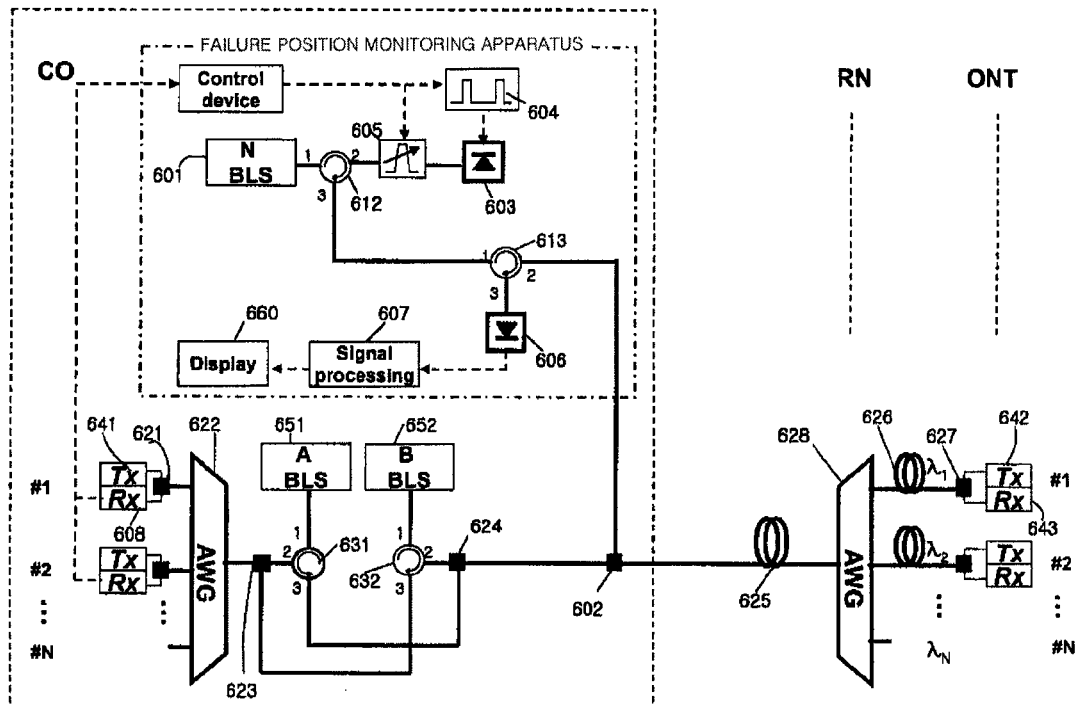 FAILURE POSITION MONITORING APPARATUS
CO
Control
device
604
RN
ONT
605
N
BLS
601
1
2
3
612
603
613
1
2
3
660
607
606
Display
Signal
processing
641
621
622
651
652
A
BLS
B
BLS
628
626
627
642
#1
Tx
Rx
608
λ1
Tx
Rx
#1
643
1
1
624
#2
Tx
Rx
AWG
2
631
3
632
2
3
602
625
AWG
λ2
Tx
Rx
#2
#N
623
λN
#N